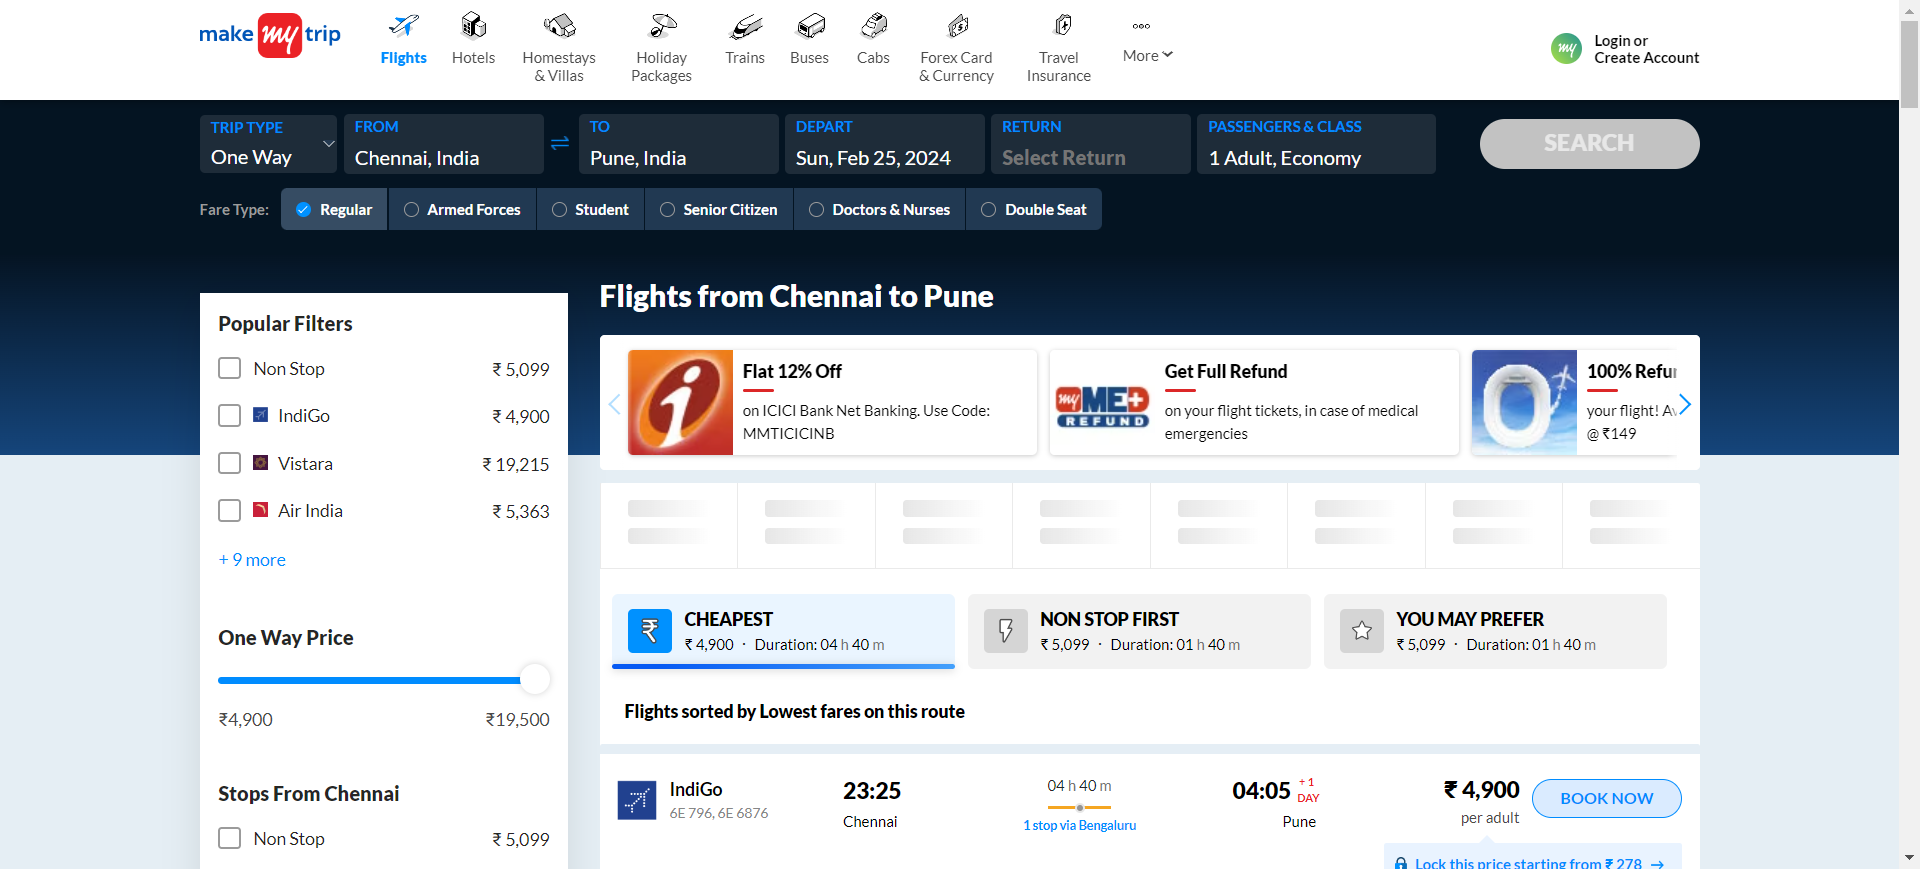 make my trip
Flights
Hotels
Homestays
& Villas
Holiday
Packages
Trains
Buses
Cabs
Forex Card
& Currency
Travel
Insurance
More
my
Login or
Create Account
TRIP TYPE
One Way
FROM
Chennai, India
TO
Pune, India
DEPART
Sun, Feb 25, 2024
RETURN
Select Return
PASSENGERS & CLASS
1 Adult, Economy
SEARCH
Fare Type:
Regular
Armed Forces
Student
Senior Citizen
Doctors & Nurses
Double Seat
Popular Filters
Non Stop ₹ 5,099
IndiGo ₹ 4,900
Vistara ₹ 19,215
Air India ₹ 5,363
+ 9 more
One Way Price
₹4,900 ₹19,500
Stops From Chennai
Non Stop ₹ 5,099
Flights from Chennai to Pune
Flat 12% Off
on ICICI Bank Net Banking. Use Code:
MMTICICINB
my MED+
REFUND
Get Full Refund
on your flight tickets, in case of medical
emergencies
100%
your flight!
@ ₹149
CHEAPEST
₹ 4,900 · Duration: 04 h 40 m
NON STOP FIRST
₹ 5,099 · Duration: 01 h 40 m
YOU MAY PREFER
₹ 5,099 · Duration: 01 h 40 m
Flights sorted by Lowest fares on this route
IndiGo
6E 796, 6E 6876
23:25
Chennai
04 h 40 m
1 stop via Bengaluru
04:05 + 1
DAY
Pune
₹ 4,900
per adult
BOOK NOW
Lock this price starting from ₹ 278 →